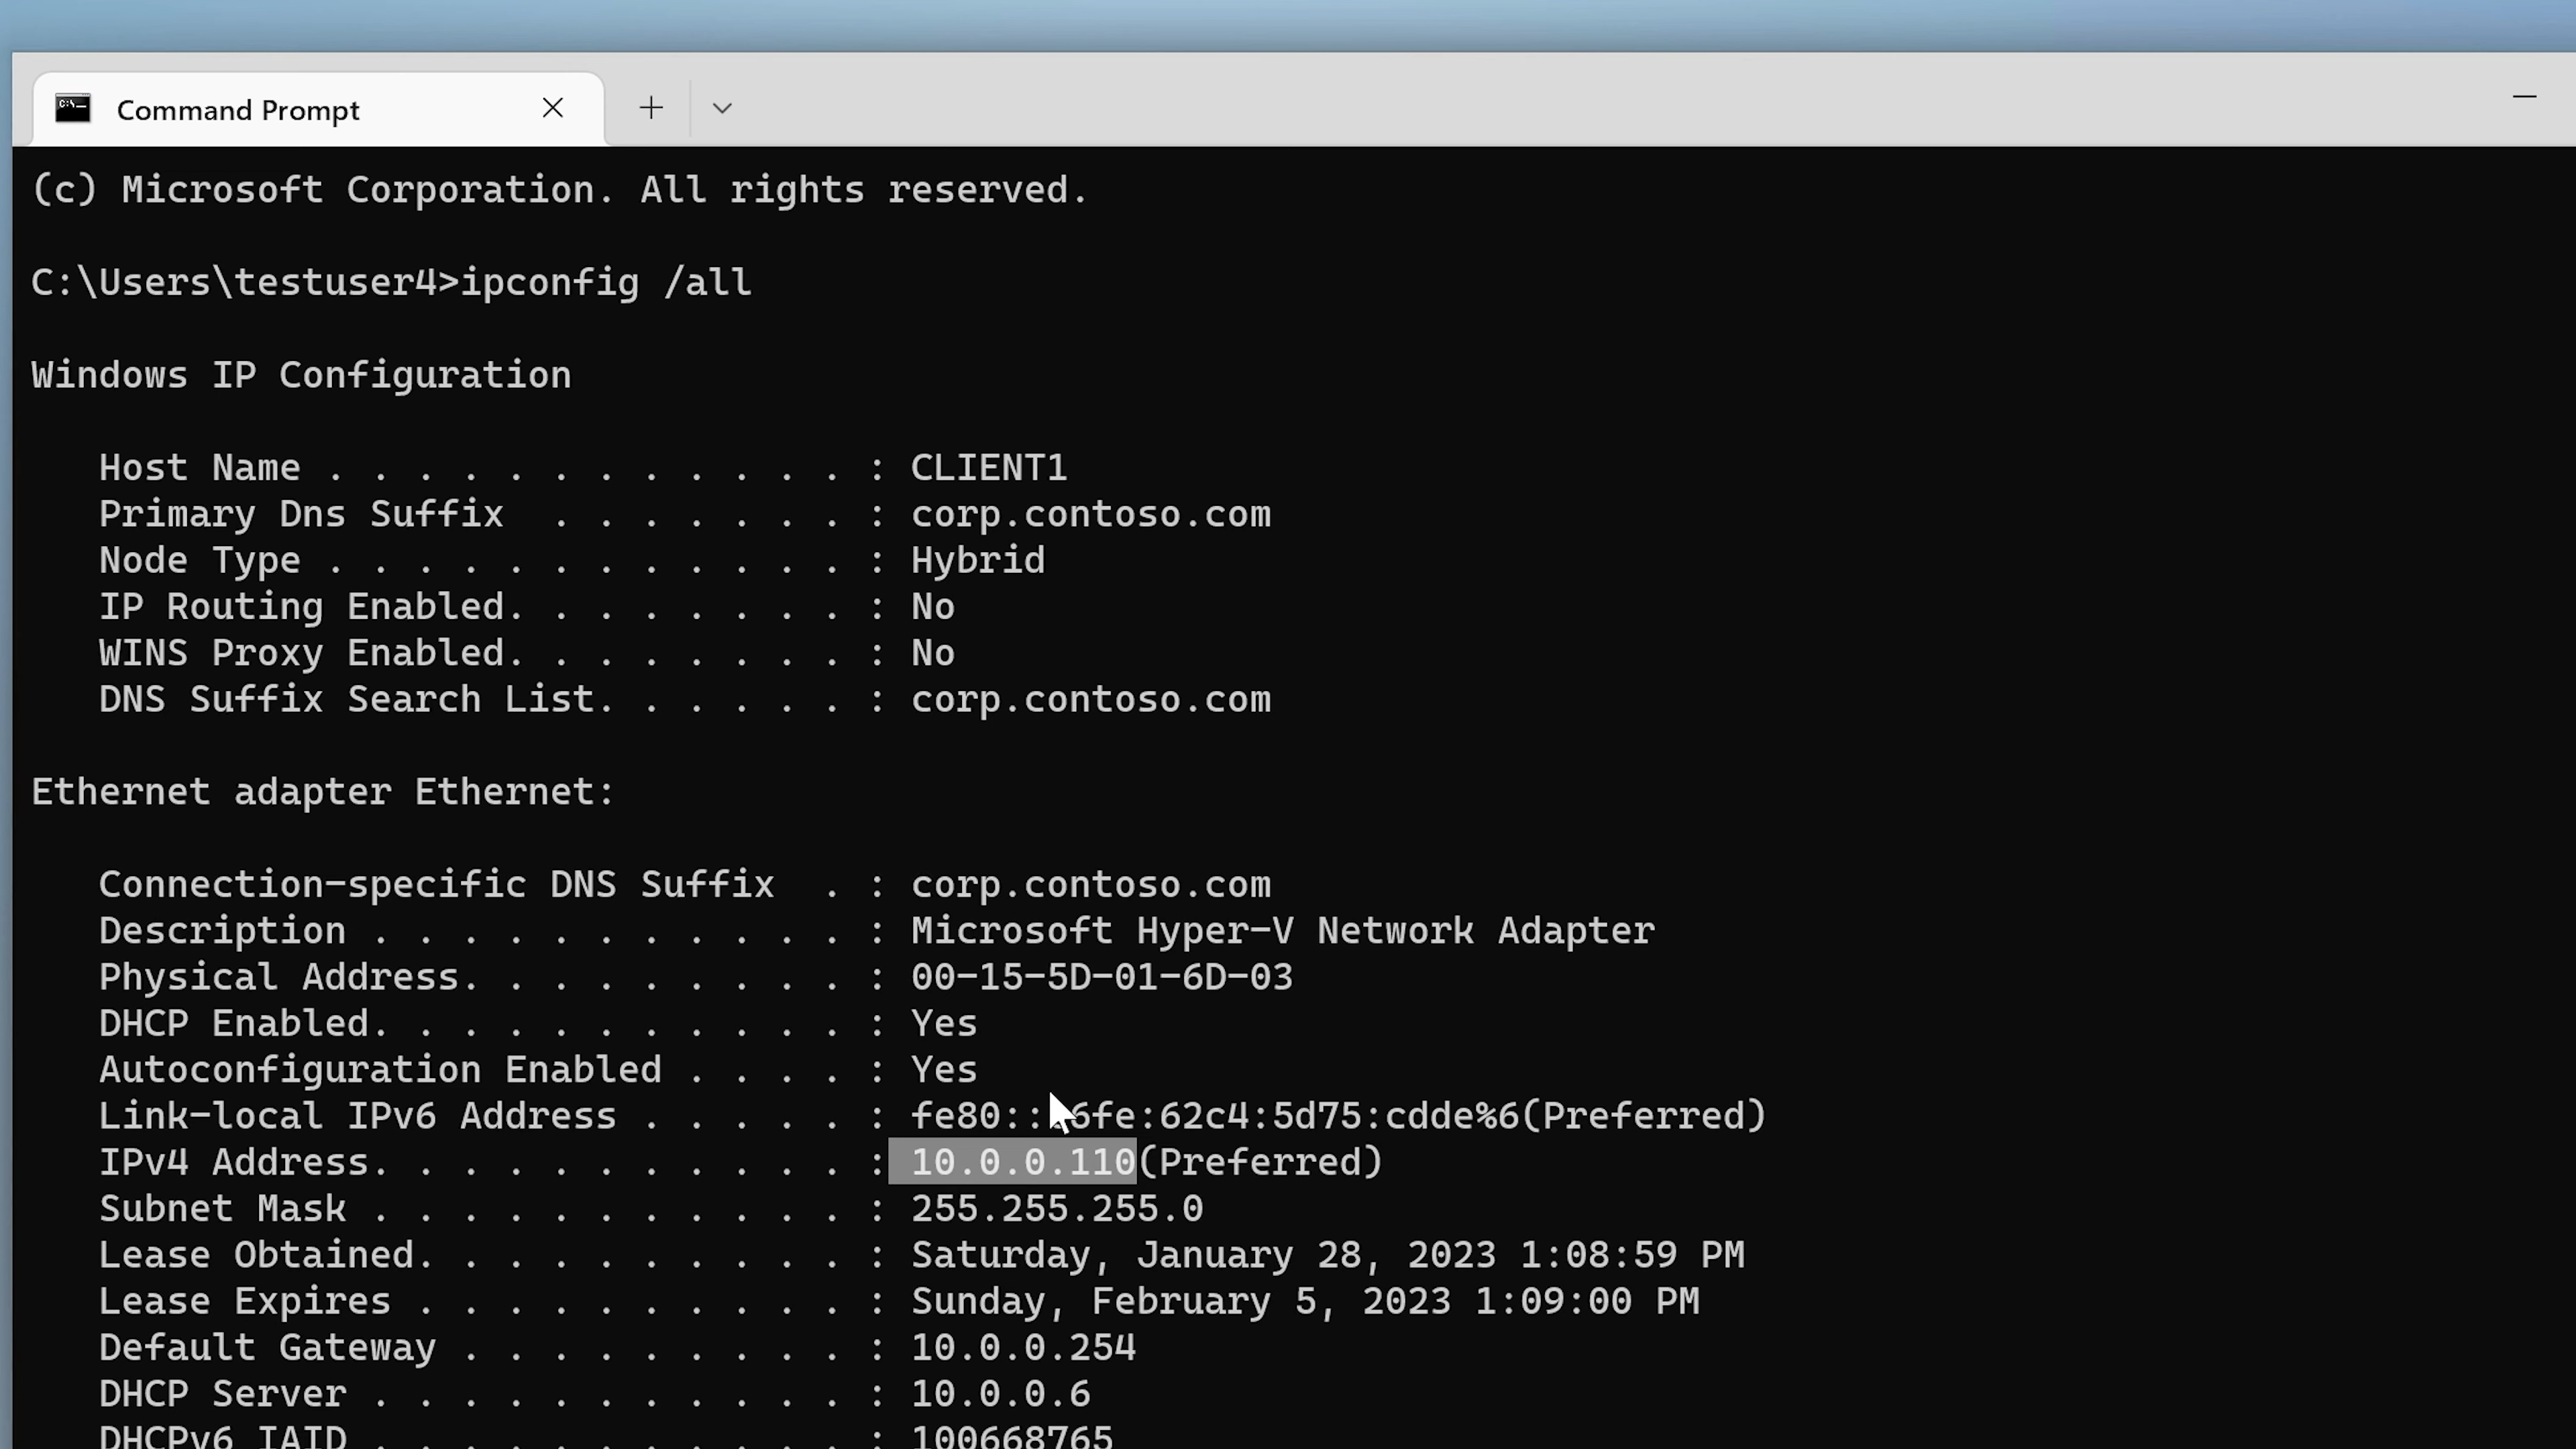 Command Prompt
(c) Microsoft Corporation. All rights reserved.
C:\Users\testuser4>ipconfig /all
Windows IP Configuration
Host Name . . . . . . . . . . . . : CLIENT1
Primary Dns Suffix  . . . . . . . : corp.contoso.com
Node Type . . . . . . . . . . . . : Hybrid
IP Routing Enabled. . . . . . . . : No
WINS Proxy Enabled. . . . . . . . : No
DNS Suffix Search List. . . . . . : corp.contoso.com
Ethernet adapter Ethernet:
Connection-specific DNS Suffix  . : corp.contoso.com
Description . . . . . . . . . . . : Microsoft Hyper-V Network Adapter
Physical Address. . . . . . . . . : 00-15-5D-01-6D-03
DHCP Enabled. . . . . . . . . . . : Yes
Autoconfiguration Enabled . . . . : Yes
Link-local IPv6 Address . . . . . :
IPv4 Address. . . . . . . . . . . : 10.0.0.110(Preferred)
Subnet Mask . . . . . . . . . . . : 255.255.255.0
Lease Obtained. . . . . . . . . . : Saturday, January 28, 2023 1:08:59 PM
Lease Expires . . . . . . . . . . : Sunday, February 5, 2023 1:09:00 PM
Default Gateway . . . . . . . . . : 10.0.0.254
DHCP Server . . . . . . . . . . . : 10.0.0.6
DHCPv6 IAID . . . . . . . . . . . : 100668765